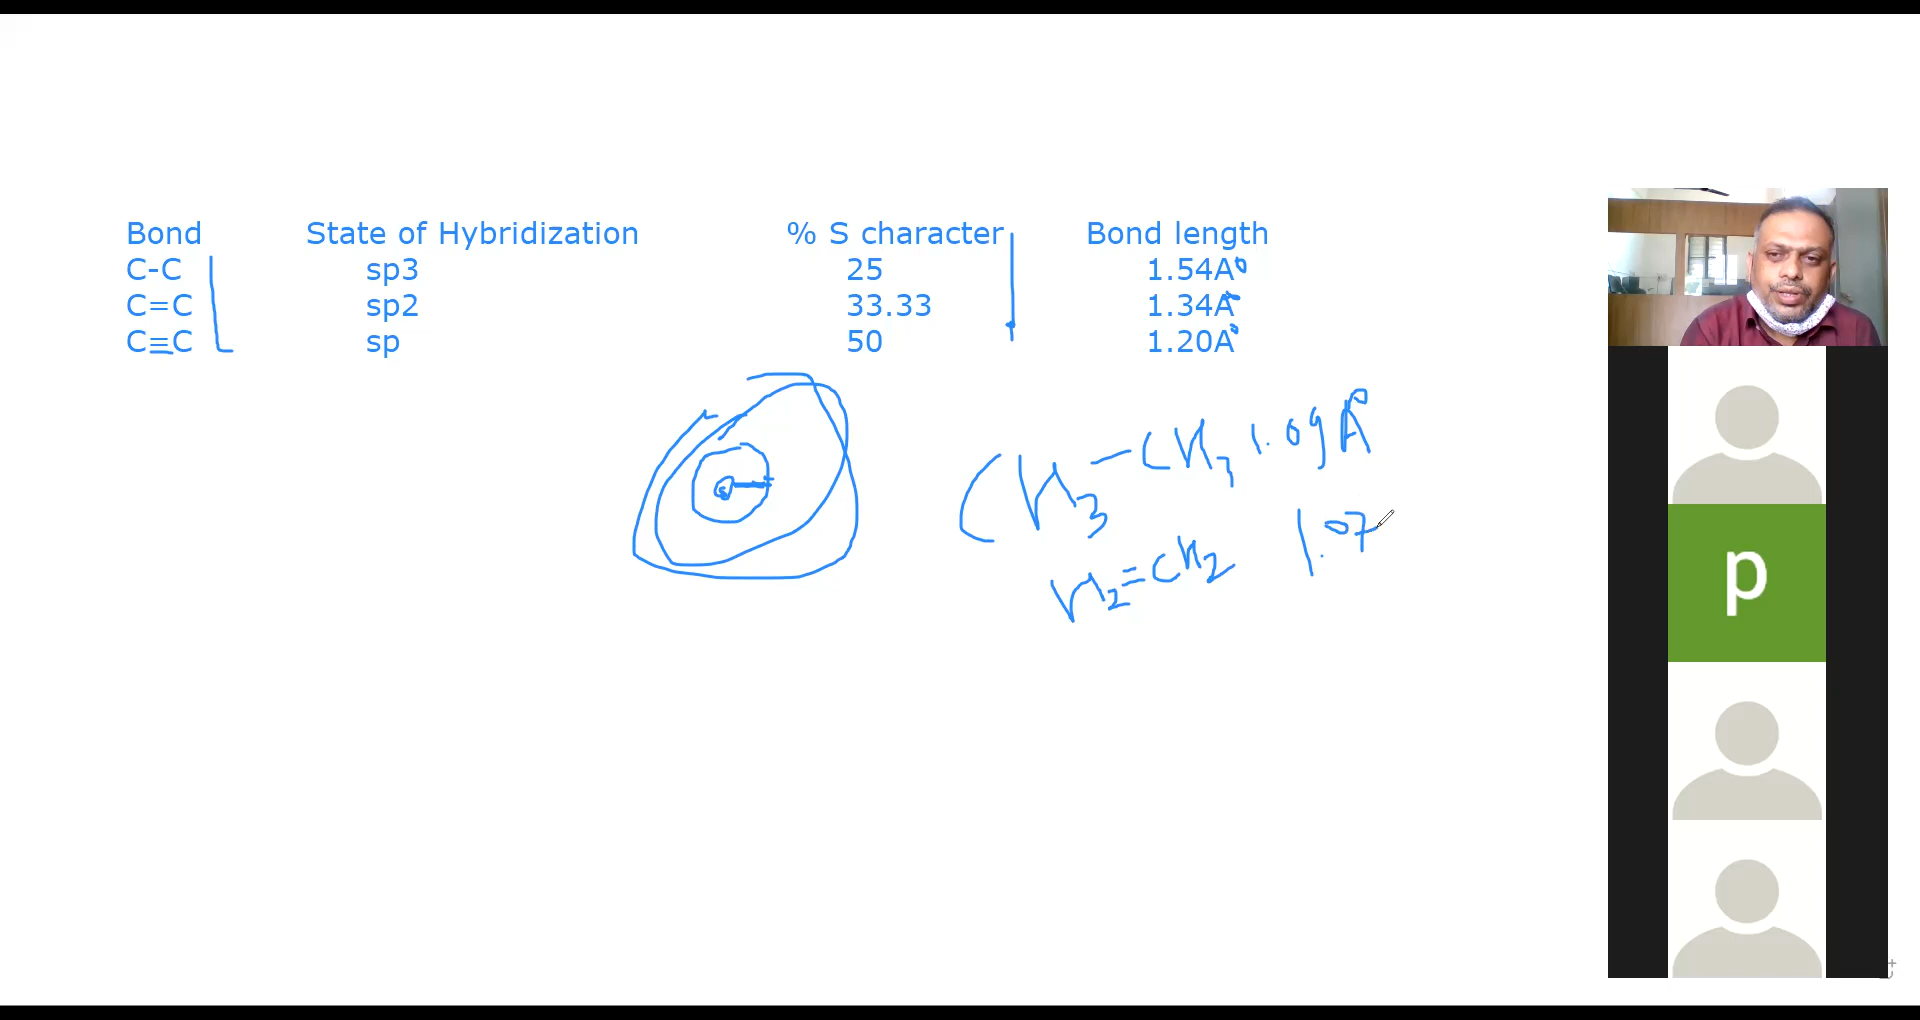 Bond State of Hybridization % S character Bond length
C-C sp3 25 1.54A°
C=C sp2 33.33 1.34A°
C≡C sp 50 1.20A°
s
CH3-CH3 1.09A°
H2=CH2 1.07
p